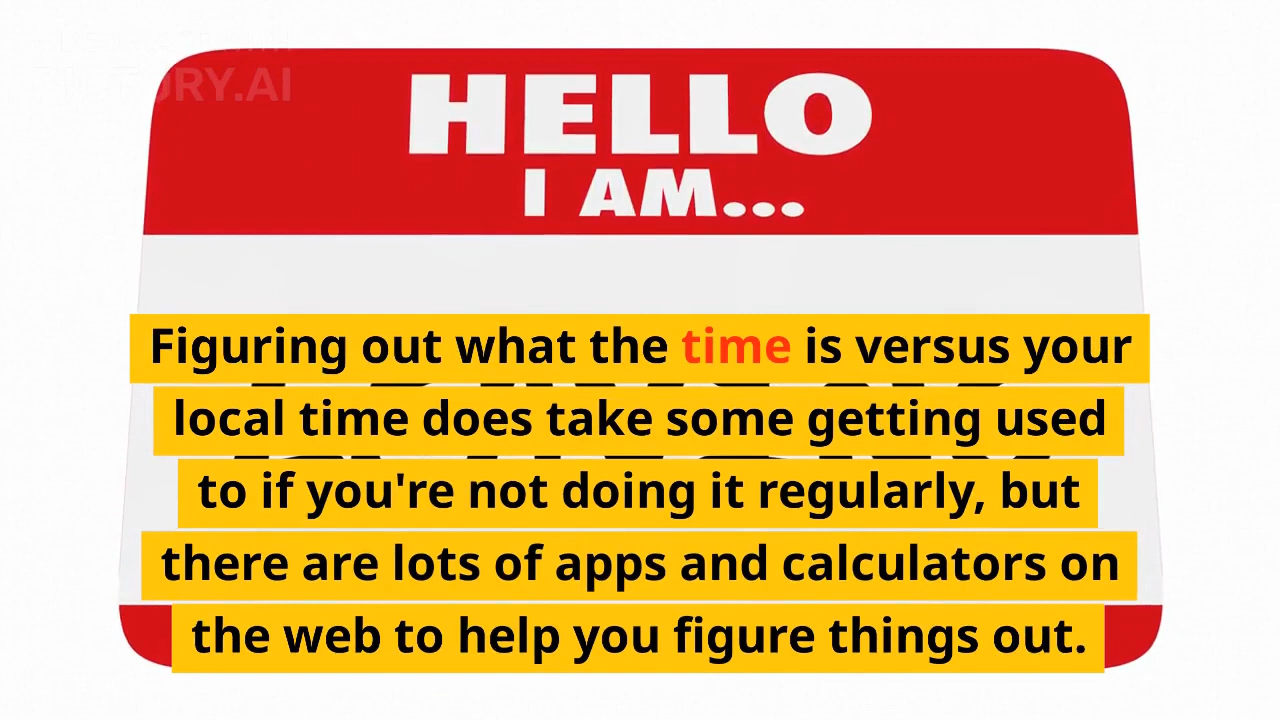 RY.AI
HELLO
I AM...
Figuring out what the time is versus your
local time does take some getting used
to if you're not doing it regularly, but
there are lots of apps and calculators on
the web to help you figure things out.